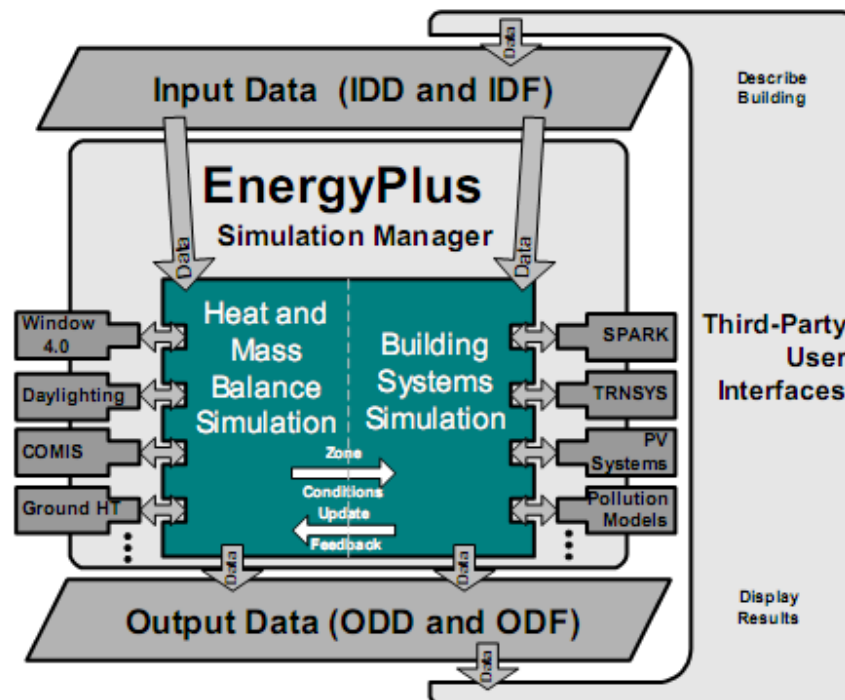 Data
Input Data (IDD and IDF)
Describe
Building
EnergyPlus
Simulation Manager
Data
Data
Heat and
Mass
Balance
Simulation
Building
Systems
Simulation
Window
4.0
Daylighting
COMIS
Ground HT
SPARK
TRNSYS
PV
Systems
Pollution
Models
Third-Party
User
Interfaces
Zone
Conditions
Update
Feedback
Data
Data
Output Data (ODD and ODF)
Display
Results
Data